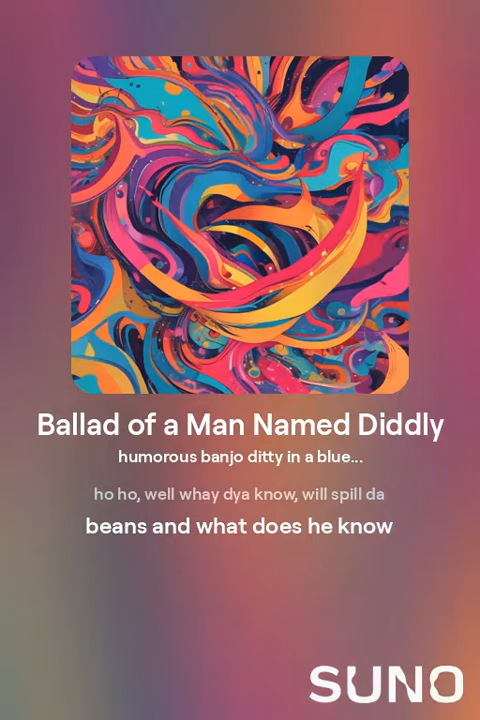 Ballad of a Man Named Diddly
humorous banjo ditty in a blue...
ho ho, well whay dya know, will spill da
beans and what does he know
SUNO